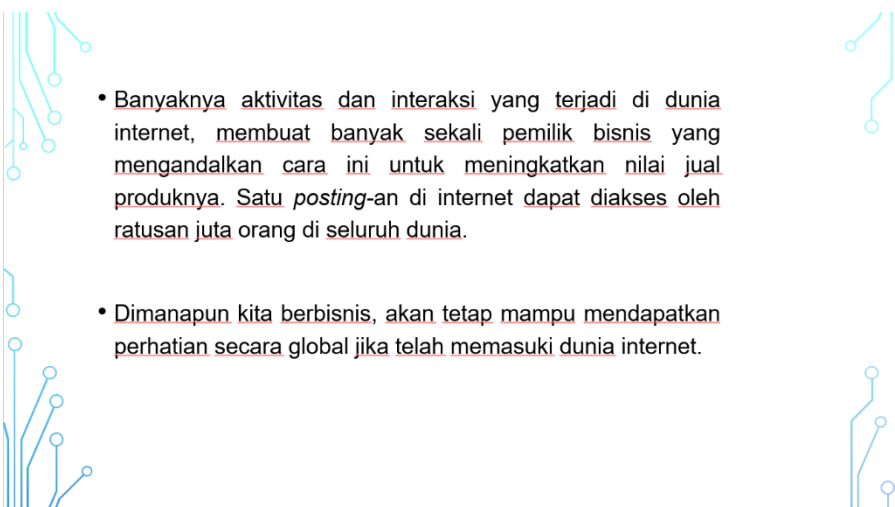 • Banyaknya aktivitas dan interaksi yang terjadi di dunia
internet, membuat banyak sekali pemilik bisnis yang
mengandalkan cara ini untuk meningkatkan nilai jual
produknya. Satu posting-an di internet dapat diakses oleh
ratusan juta orang di seluruh dunia.
• Dimanapun kita berbisnis, akan tetap mampu mendapatkan
perhatian secara global jika telah memasuki dunia internet.